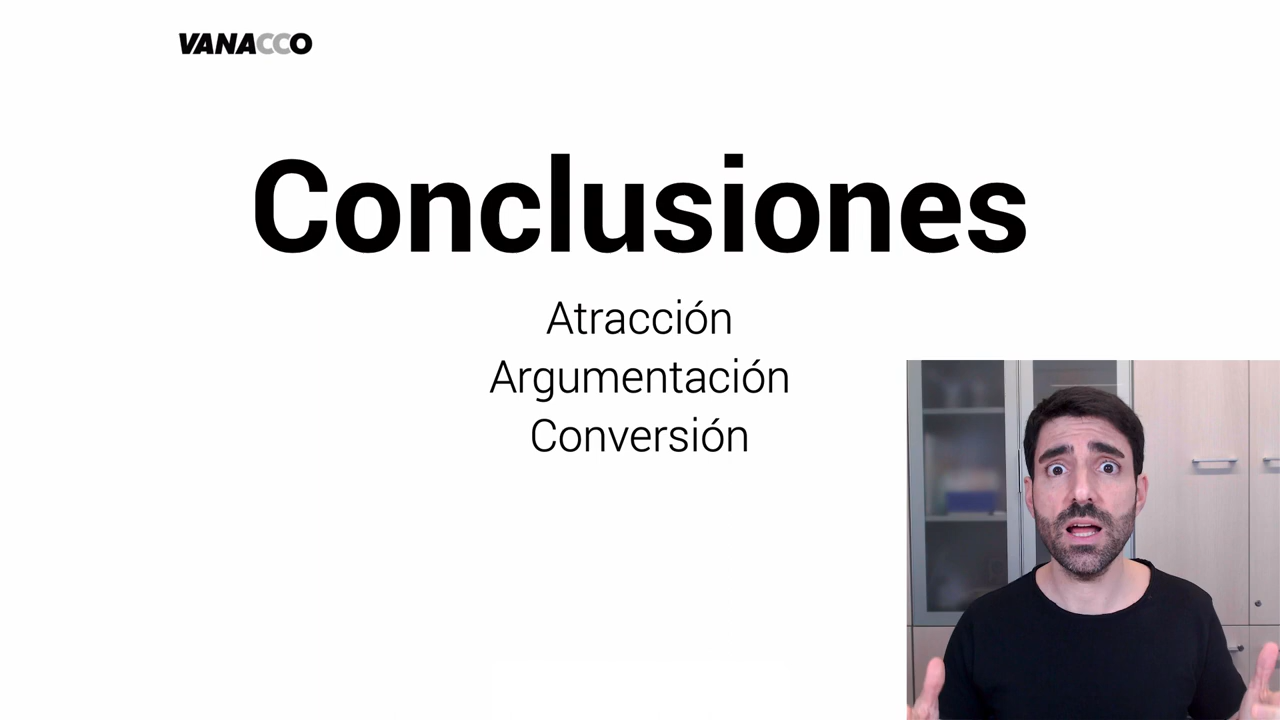 VANACCO
Conclusiones
Atracción
Argumentación
Conversión